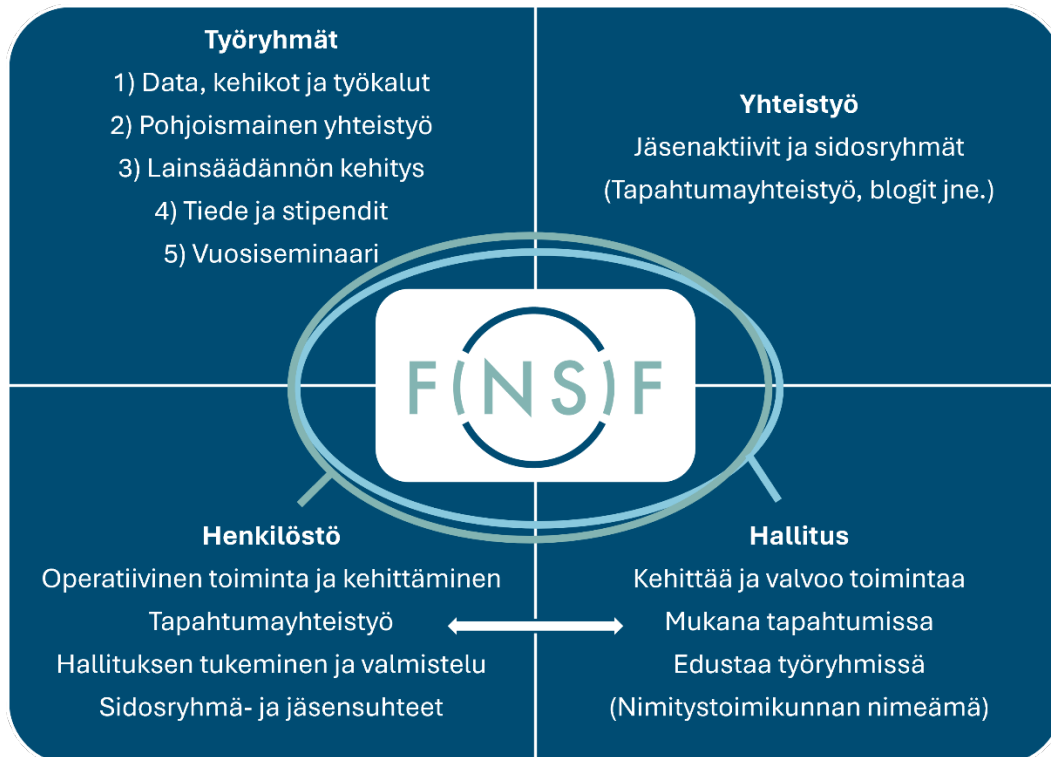 Työryhmät
1) Data, kehikot ja työkalut
2) Pohjoismainen yhteistyö
3) Lainsäädännön kehitys
4) Tiede ja stipendit
5) Vuosiseminaari
Yhteistyö
Jäsenaktiivit ja sidosryhmät
(Tapahtumayhteistyö, blogit jne.)
FINSIF
Henkilöstö
Operatiivinen toiminta ja kehittäminen
Tapahtumayhteistyö
Hallituksen tukeminen ja valmistelu
Sidosryhmä- ja jäsensuhteet
Hallitus
Kehittää ja valvoo toimintaa
Mukana tapahtumissa
Edustaa työryhmissä
(Nimitystoimikunnan nimeämä)